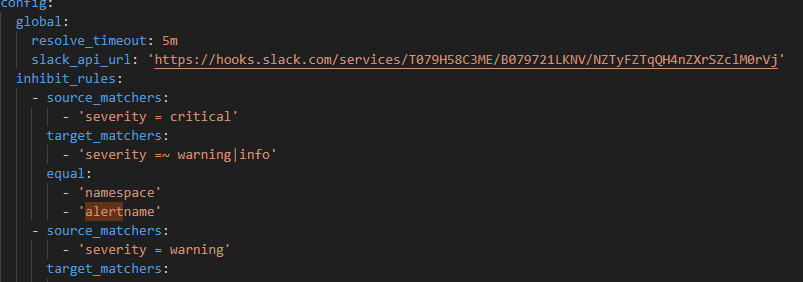 config:
global:
resolve_timeout: 5m
slack_api_url: 'https://hooks.slack.com/services/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'
inhibit_rules:
- source_matchers:
- 'severity = critical'
target_matchers:
- 'severity =~ warning|info'
equal:
- 'namespace'
- 'alertname'
- source_matchers:
- 'severity = warning'
target_matchers: